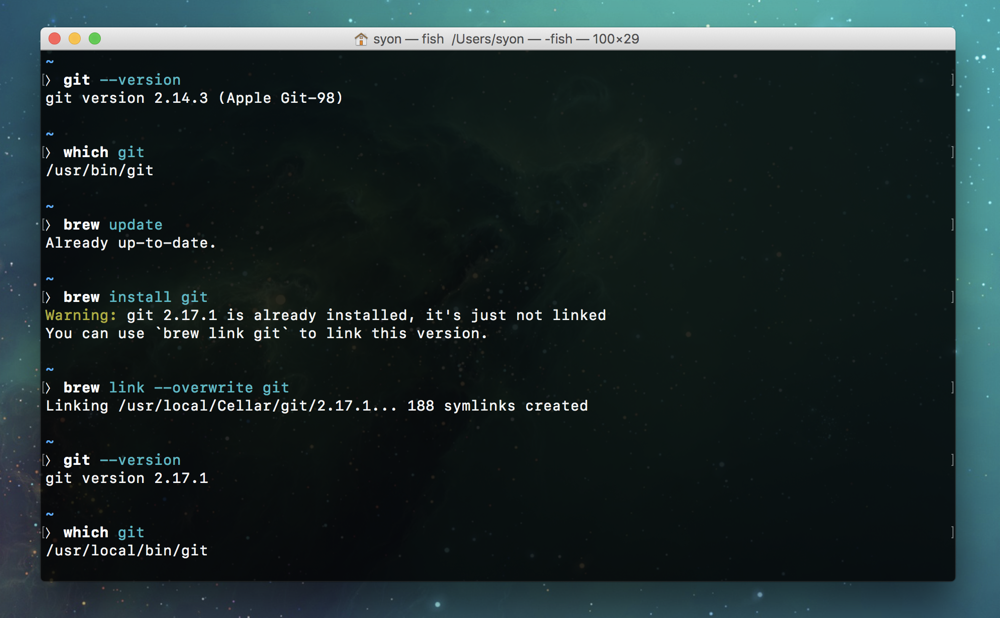 syon — fish  /Users/syon — -fish — 100×29
~
❯ git --version
git version 2.14.3 (Apple Git-98)
~
❯ which git
/usr/bin/git
~
❯ brew update
Already up-to-date.
~
❯ brew install git
Warning: git 2.17.1 is already installed, it's just not linked
You can use `brew link git` to link this version.
~
❯ brew link --overwrite git
Linking /usr/local/Cellar/git/2.17.1... 188 symlinks created
~
❯ git --version
git version 2.17.1
~
❯ which git
/usr/local/bin/git